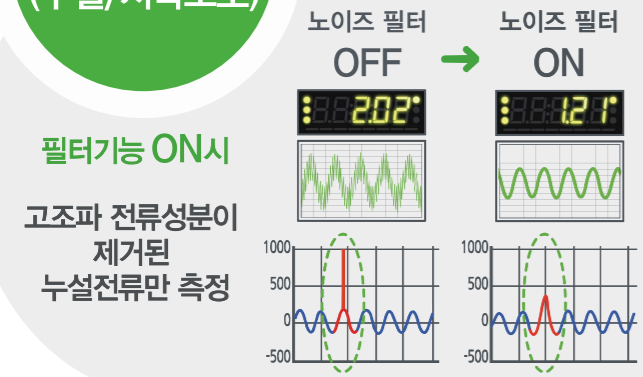 노이즈 필터
OFF
노이즈 필터
ON
2.02
1.21
필터기능 ON시
고조파 전류성분이
제거된
누설전류만 측정
1000
500
0
-500
1000
500
0
-500